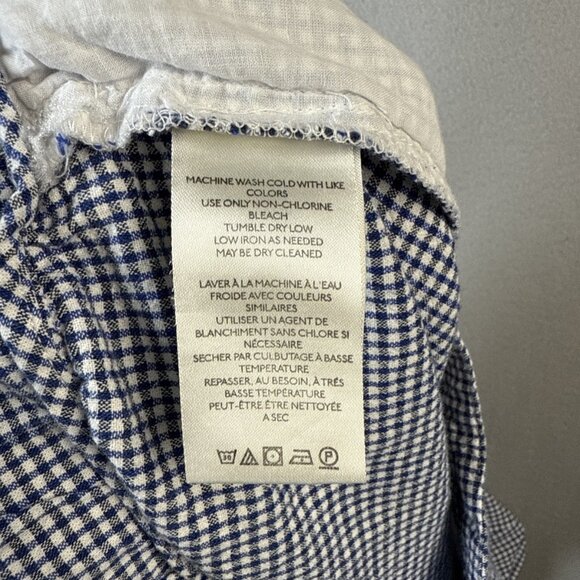 MACHINE WASH COLD WITH LIKE
COLORS
USE ONLY NON-CHLORINE
BLEACH
TUMBLE DRY LOW
LOW IRON AS NEEDED
MAY BE DRY CLEANED
LAVER À LA MACHINE À L'EAU
FROIDE AVEC COULEURS
SIMILAIRES
UTILISER UN AGENT DE
BLANCHIMENT SANS CHLORE SI
NÉCESSAIRE
SECHER PAR CULBUTAGE À BASSE
TEMPERATURE
REPASSER, AU BESOIN, À TRÉS
BASSE TEMPÉRATURE
PEUT-ÊTRE ÊTRE NETTOYÉE
A SEC
30 P